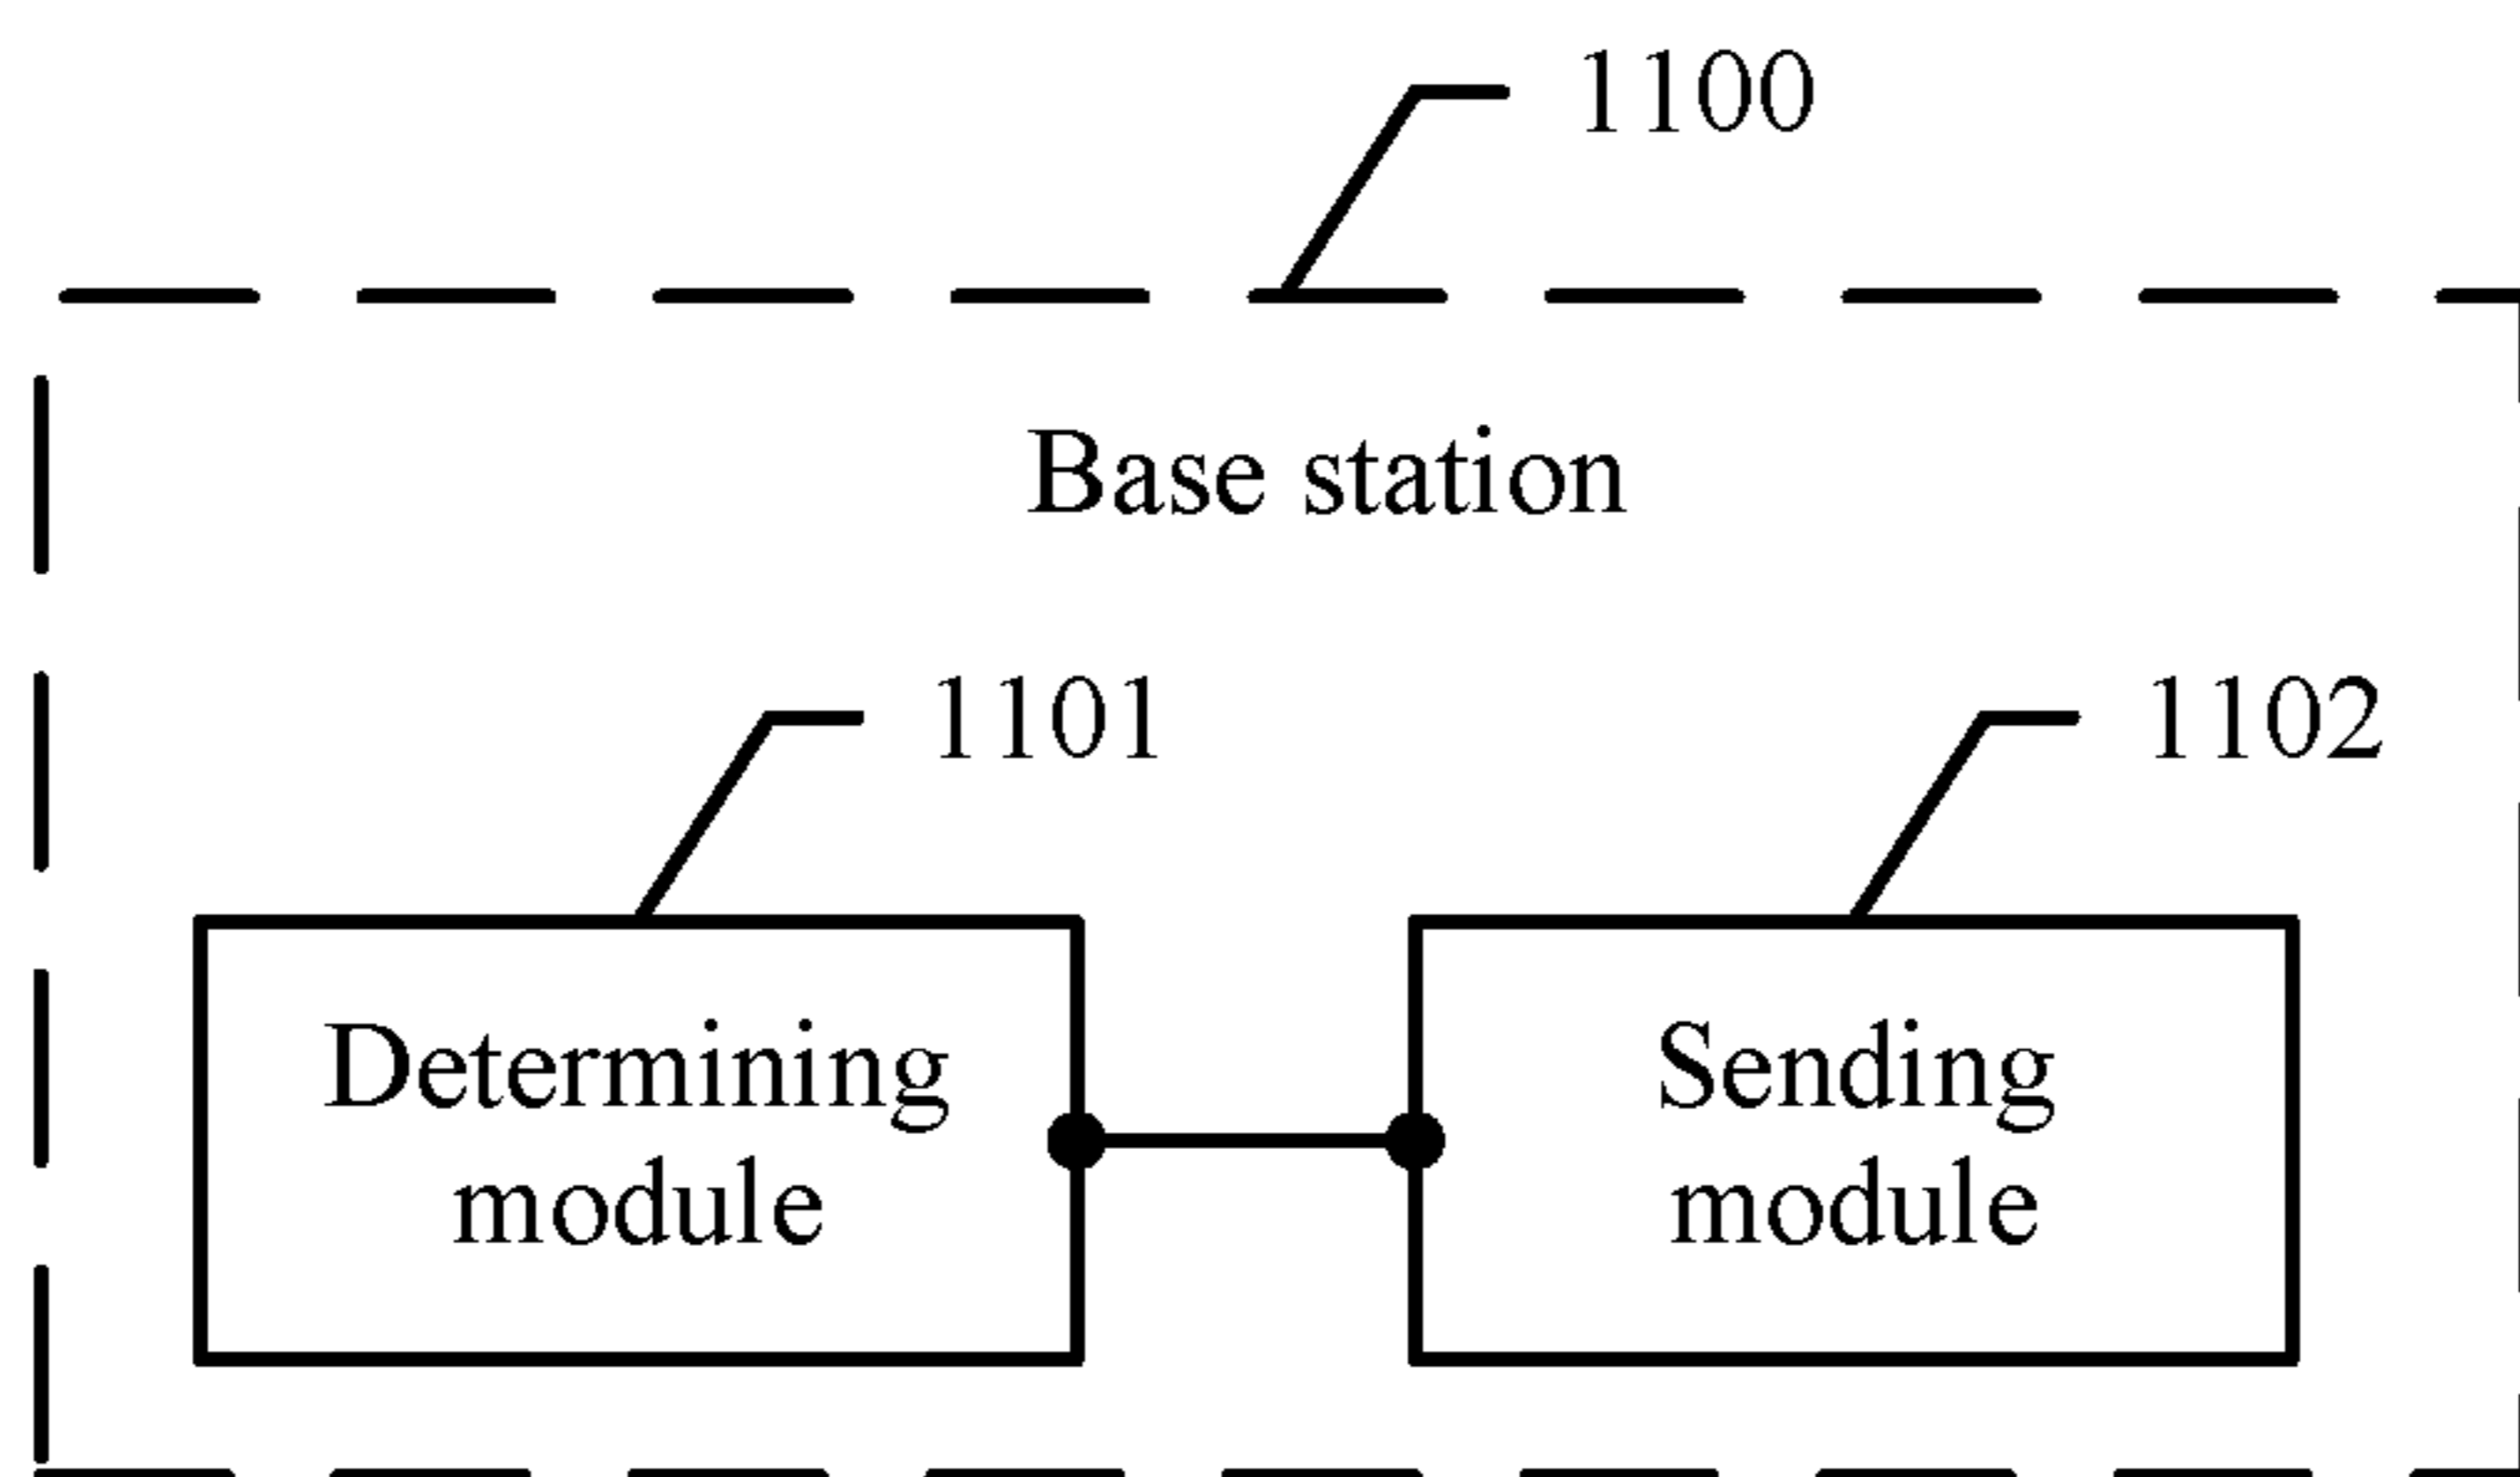 1100
Base station
1101
1102
Determining
module
Sending
module